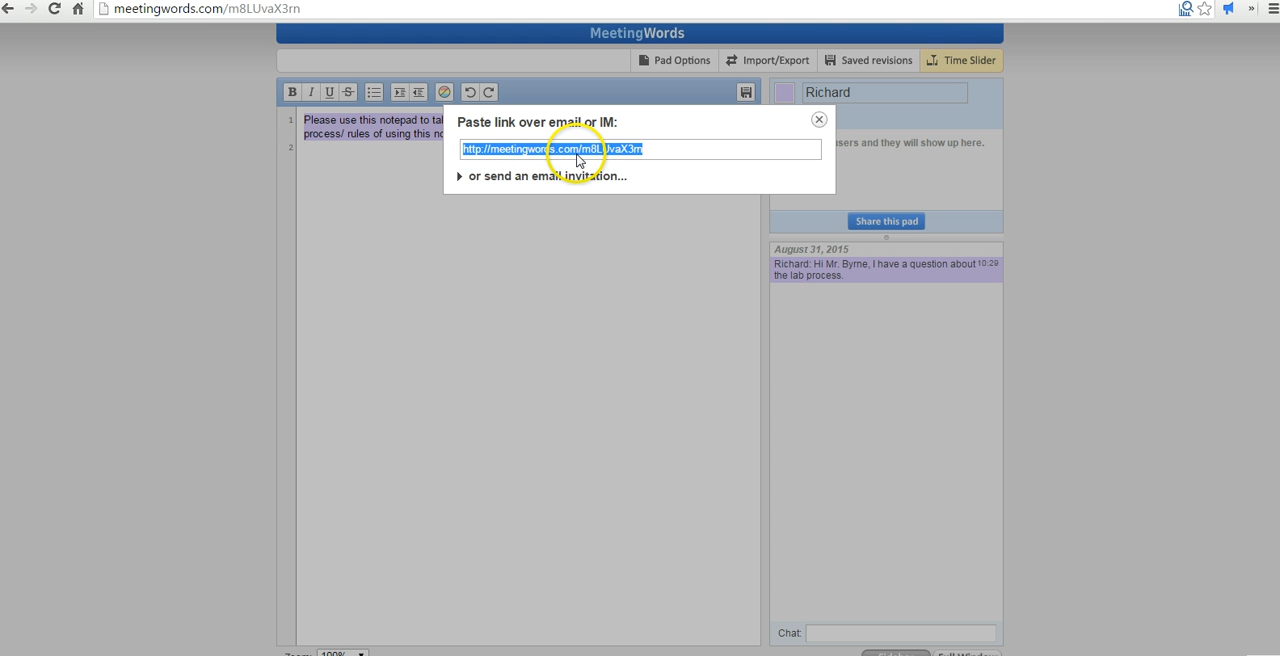 meetingwords.com/m8LUvaX3rn
»
MeetingWords
Pad Options
Import/Export
Saved revisions
Time Slider
B I U S
Richard
1 Please use this notepad to
process/ rules of using this
2
Paste link over email or IM:
http://meetingwords.com/m8LUvaX3rn
or send an email invitation...
and they will show up here.
Share this pad
August 31, 2015
Richard: Hi Mr. Byrne, I have a question about 10:29
the lab process.
Chat:
100%